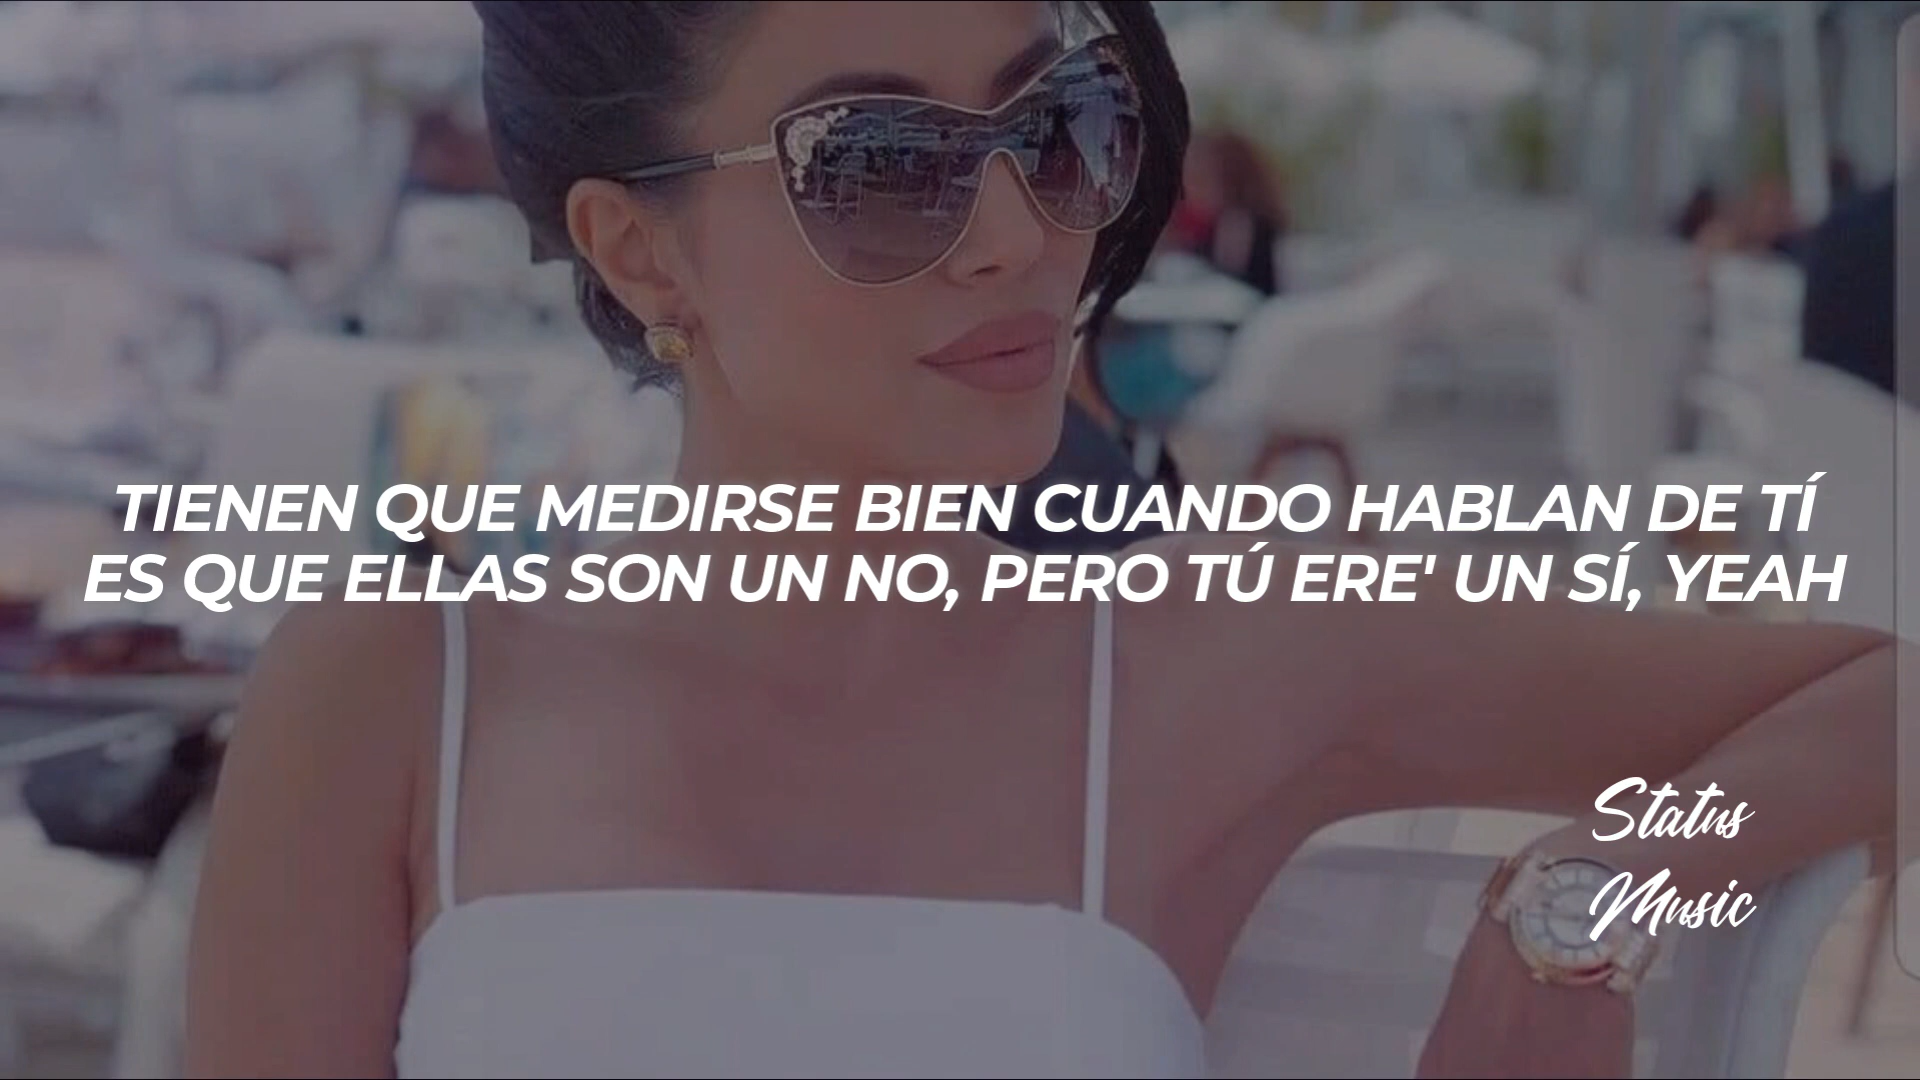 TIENEN QUE MEDIRSE BIEN CUANDO HABLAN DE TÍ
ES QUE ELLAS SON UN NO, PERO TÚ ERE' UN SÍ, YEAH
Status
Music